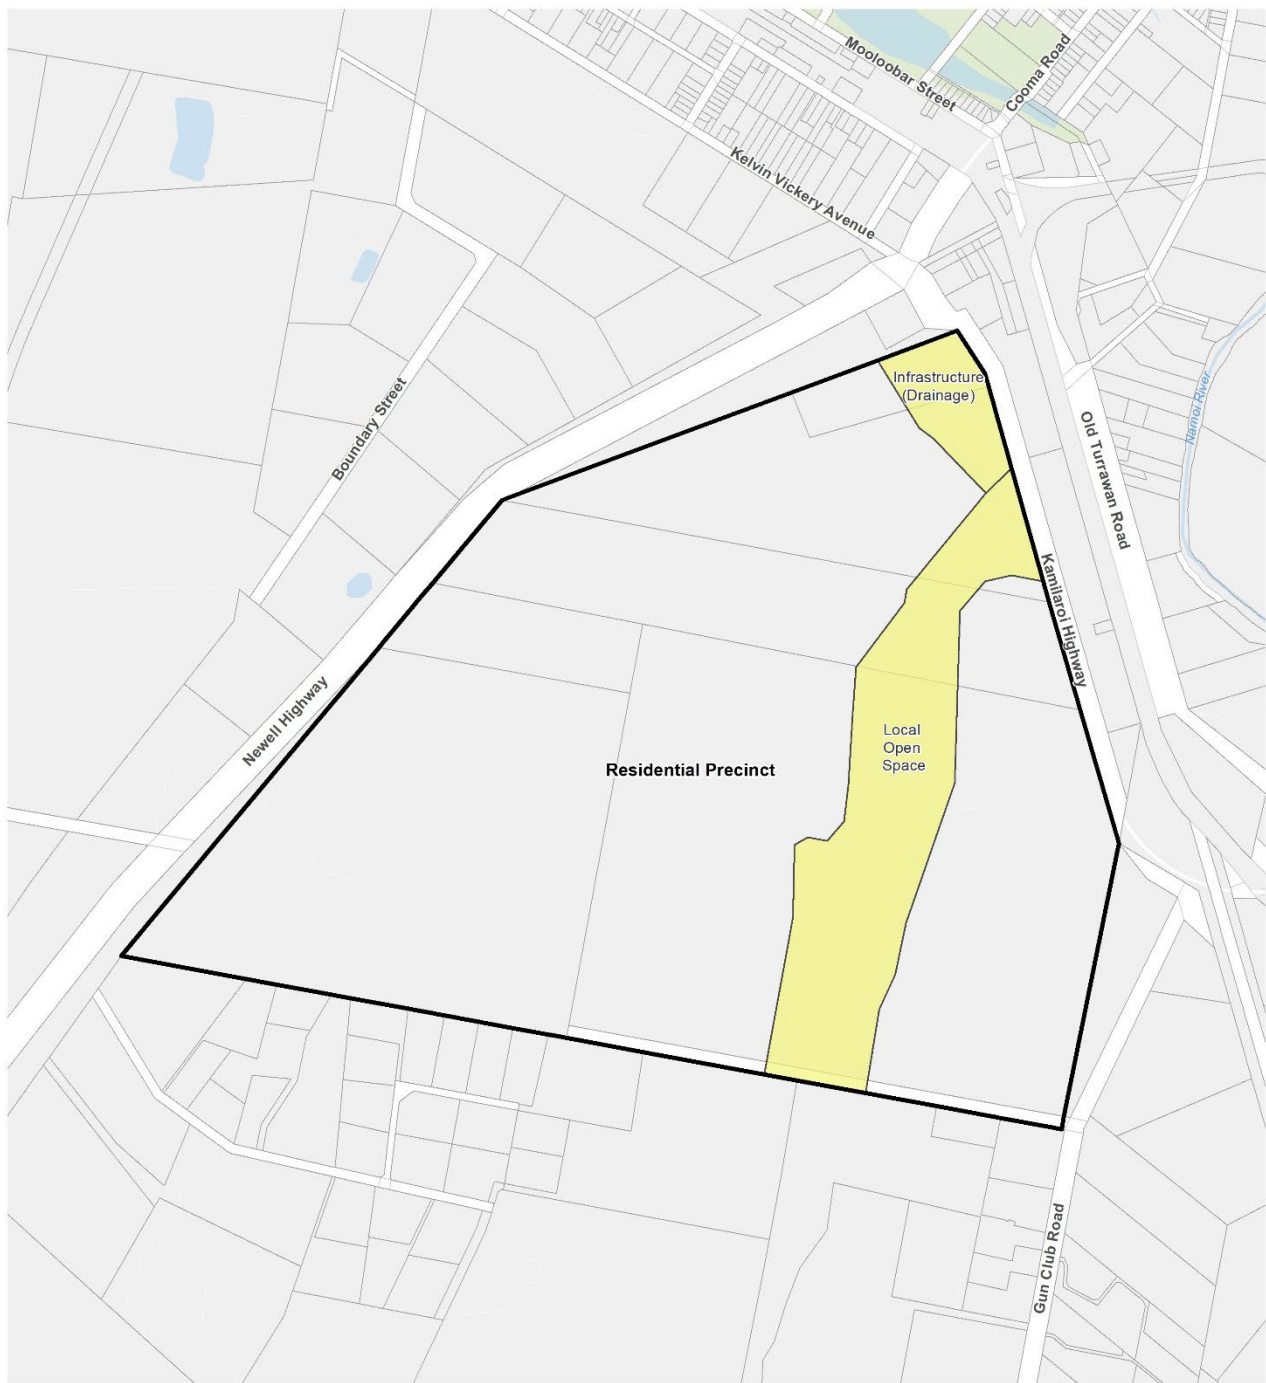 Mooloobar Street
Cooma Road
Kelvin Vickery Avenue
Infrastructure
(Drainage)
Namoi River
Boundary Street
Old Turrawan Road
Kamilaroi Highway
Newell Highway
Local
Open
Space
Residential Precinct
Gun Club Road